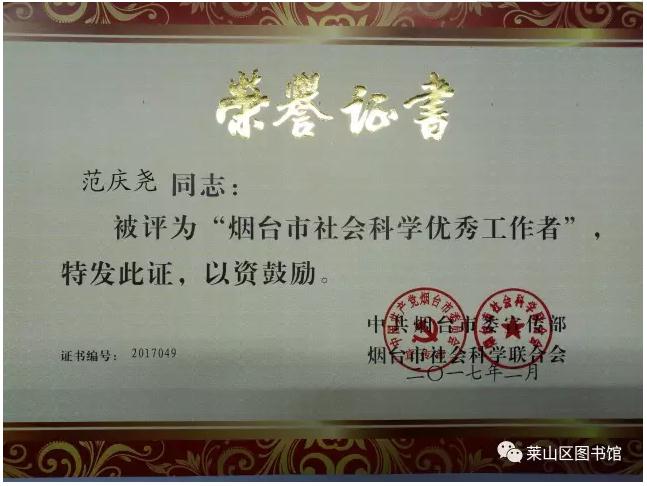 荣誉证书
范庆尧 同志：
被评为“烟台市社会科学优秀工作者”，
特发此证，以资鼓励。
中共烟台市委宣传部
烟台市社会科学联合会
证书编号： 2017049
二〇一七年二月
莱山区图书馆